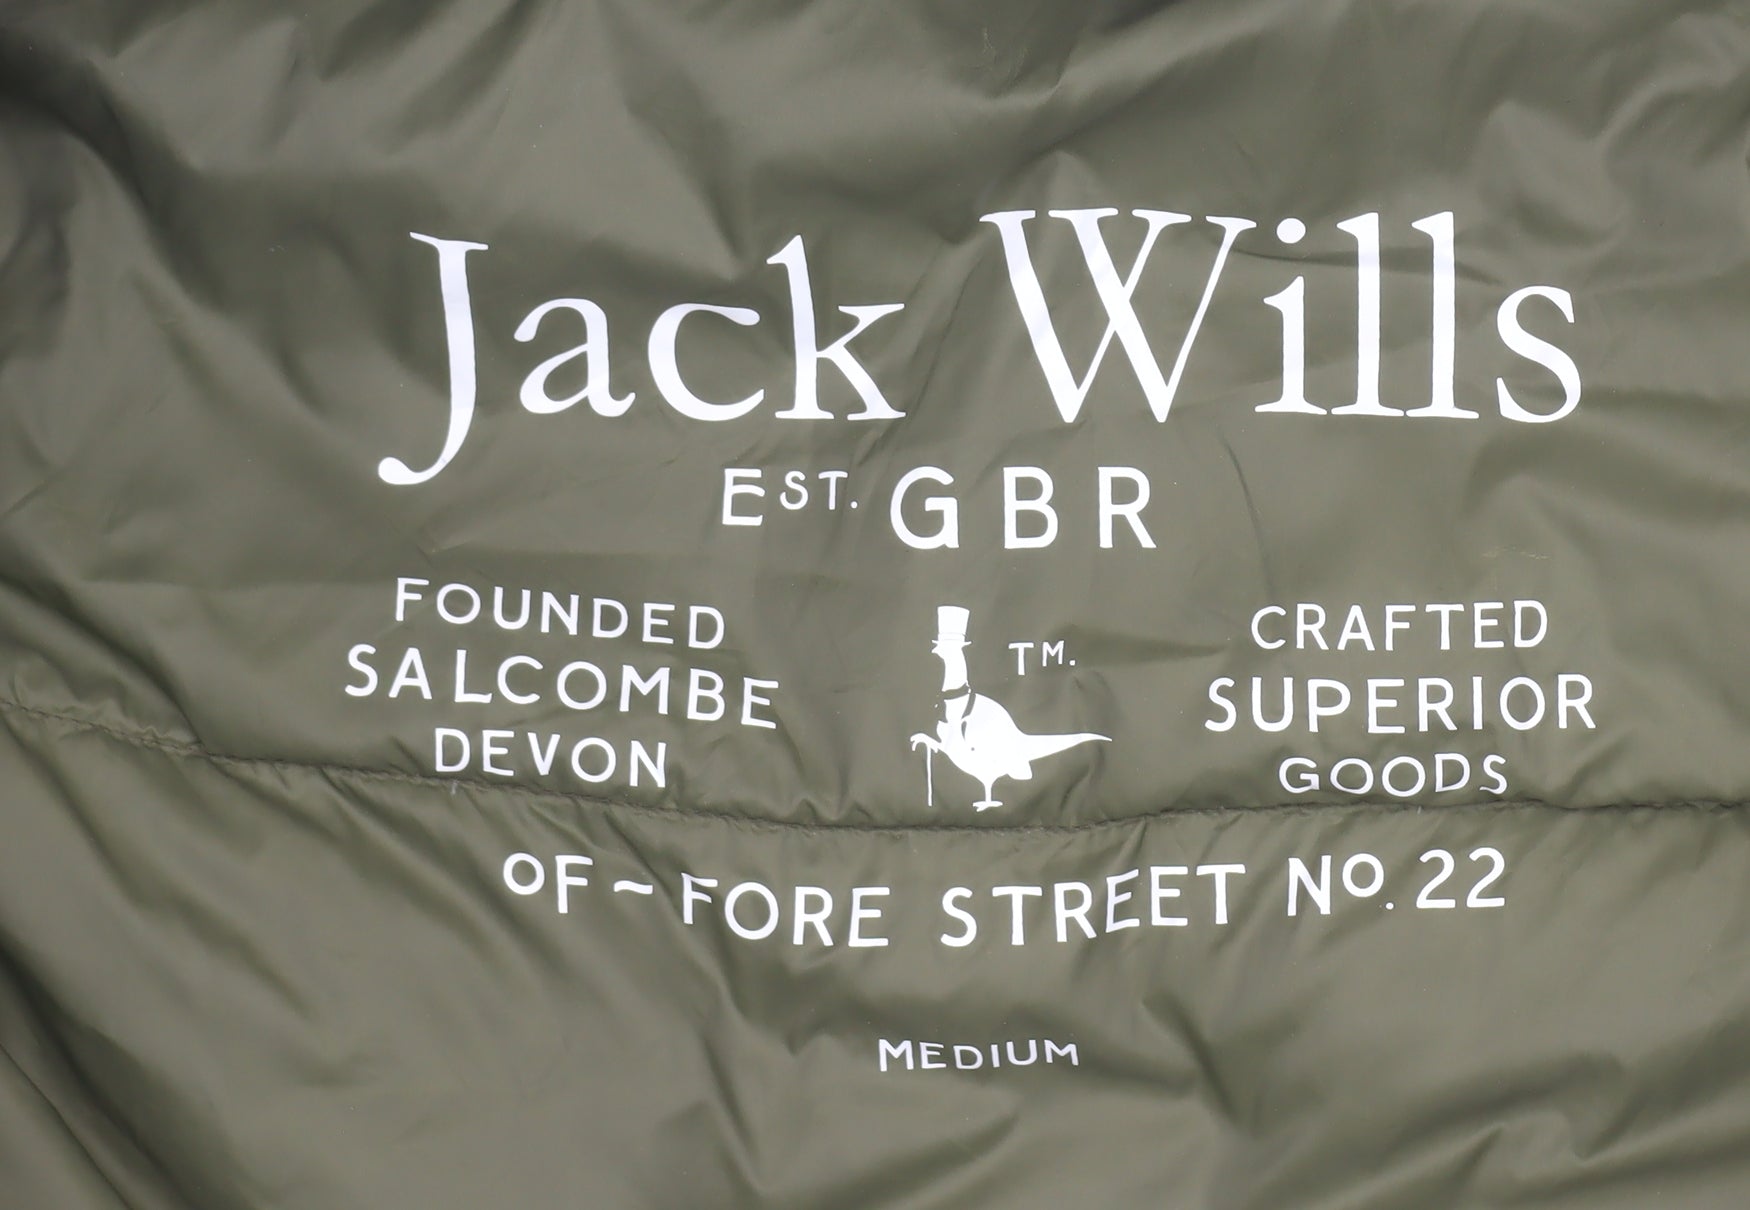 Jack Wills
EST. GBR
FOUNDED
SALCOMBE
DEVON
TM.
CRAFTED
SUPERIOR
GOODS
OF~FORE STREET No. 22
MEDIUM